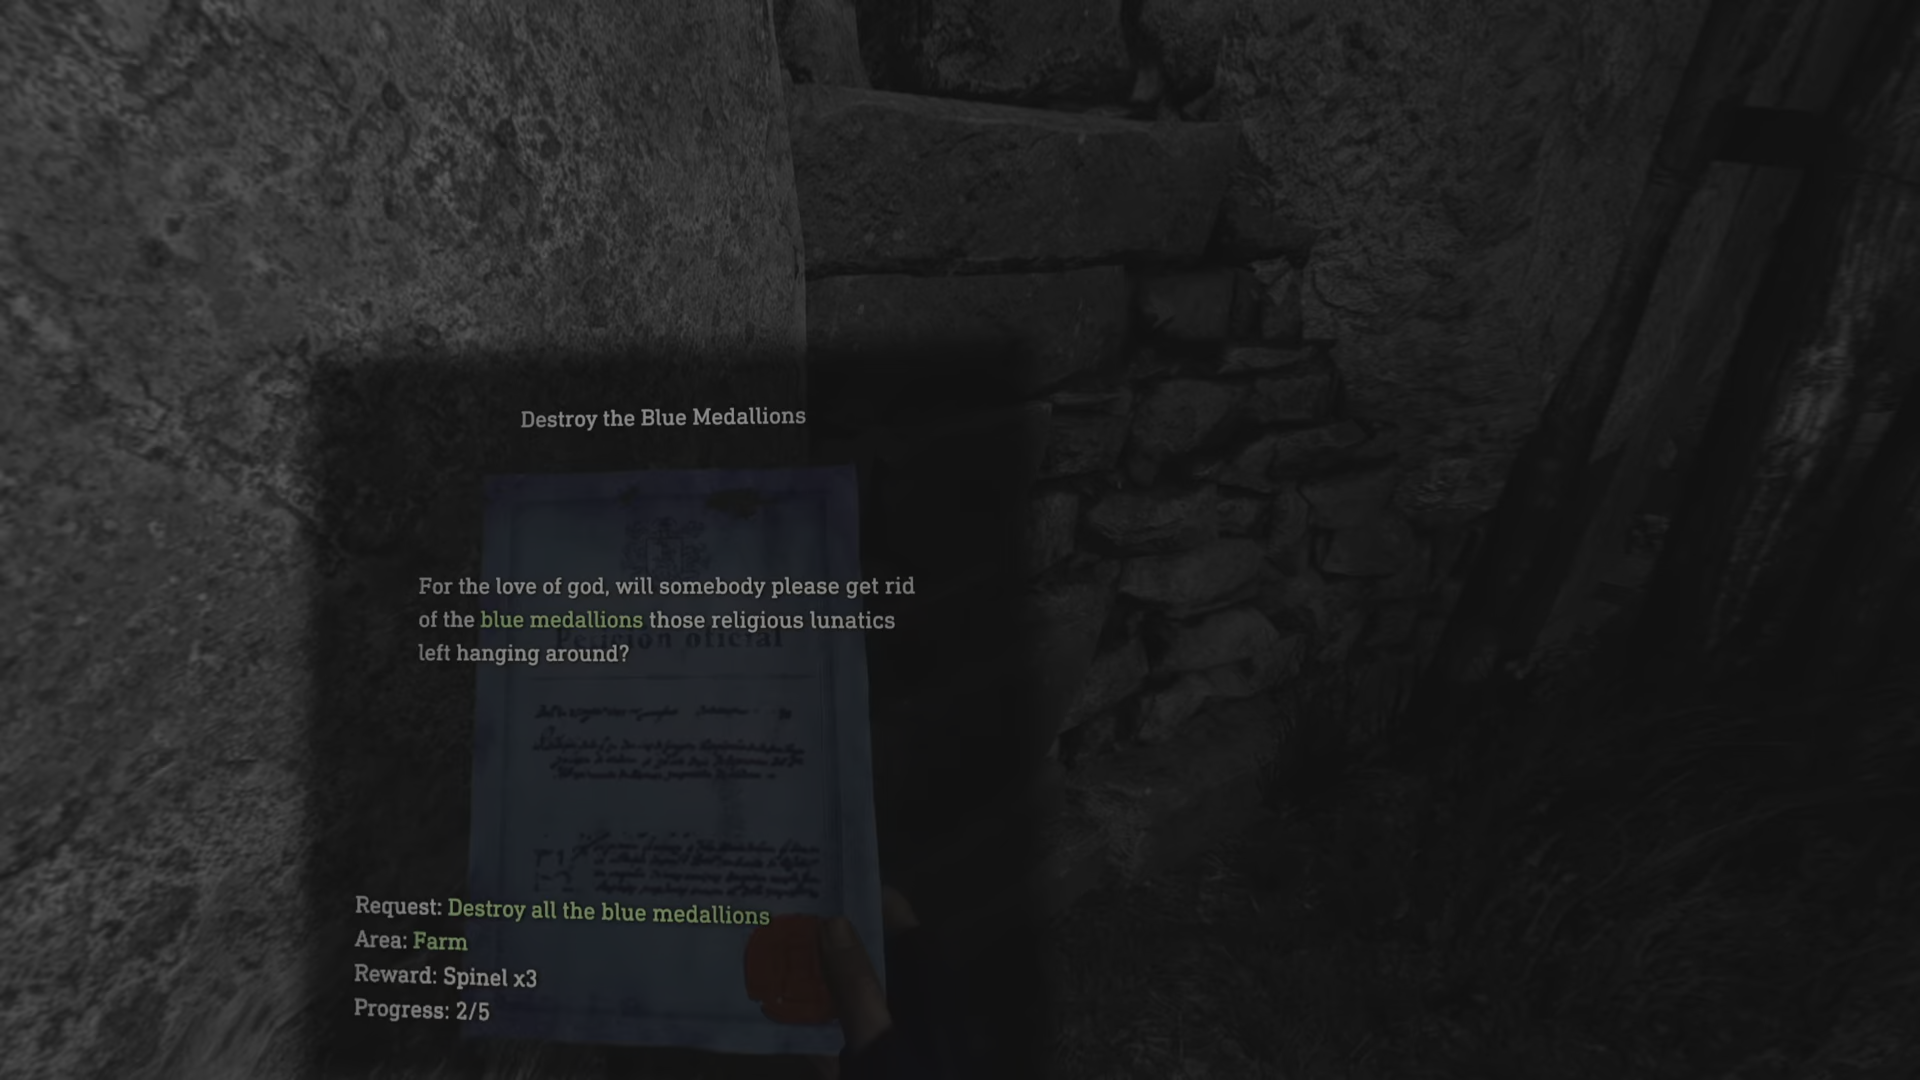 Destroy the Blue Medallions
For the love of god, will somebody please get rid
of the blue medallions those religious lunatics
left hanging around?
Petición oficial
Request: Destroy all the blue medallions
Area: Farm
Reward: Spinel x3
Progress: 2/5